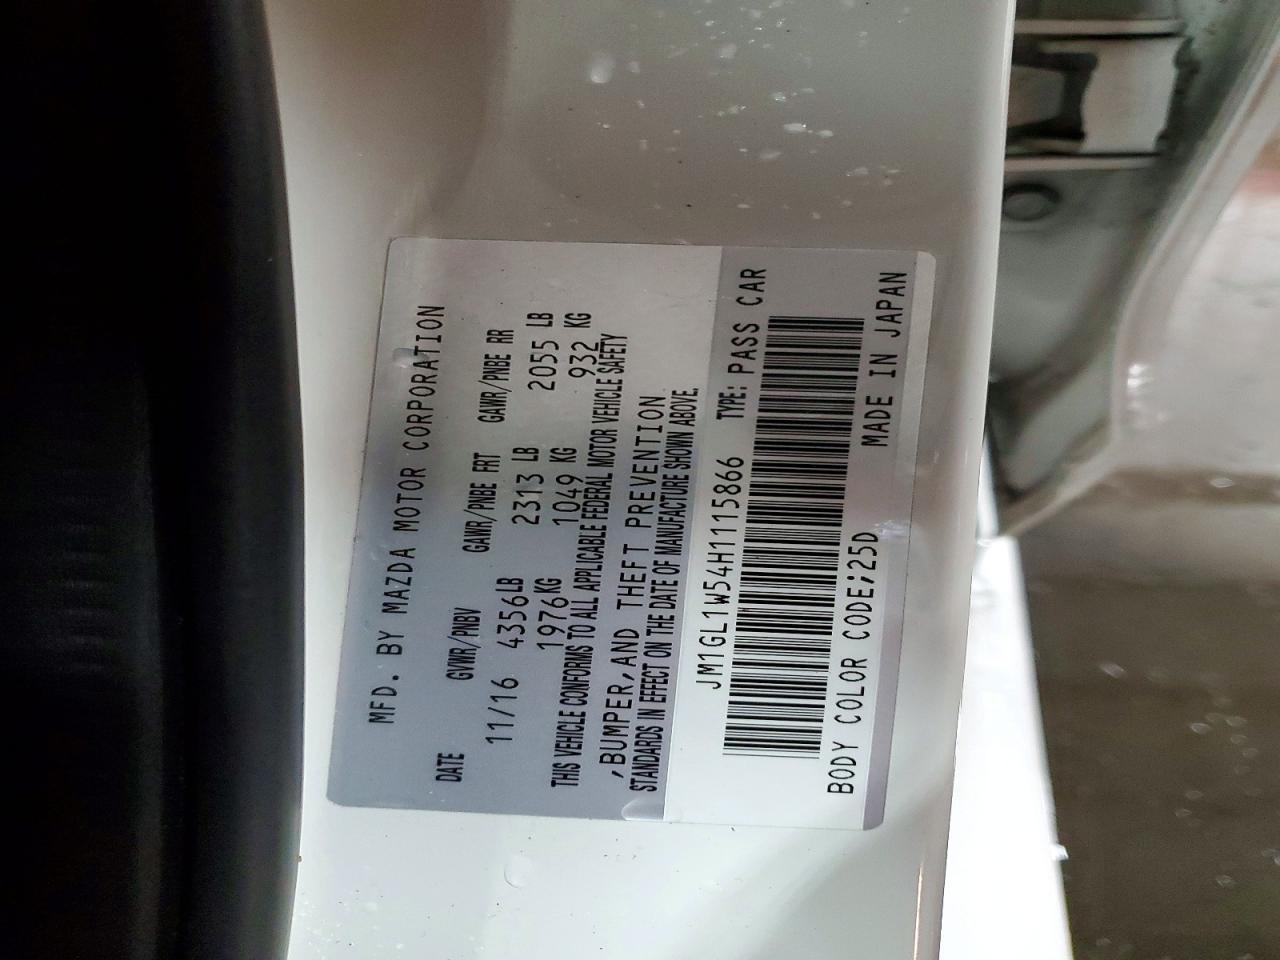 MFD. BY MAZDA MOTOR CORPORATION
DATE GVWR/PNBV GAWR/PNBE FRT GAWR/PNBE RR
11/16 4356LB 2313 LB 2055 LB
1976KG 1049 KG 932 KG
THIS VEHICLE CONFORMS TO ALL APPLICABLE FEDERAL MOTOR VEHICLE SAFETY
,BUMPER,AND THEFT PREVENTION
STANDARDS IN EFFECT ON THE DATE OF MANUFACTURE SHOWN ABOVE.
JM1GL1W54H1115866 TYPE: PASS CAR
BODY COLOR CODE;25D MADE IN JAPAN